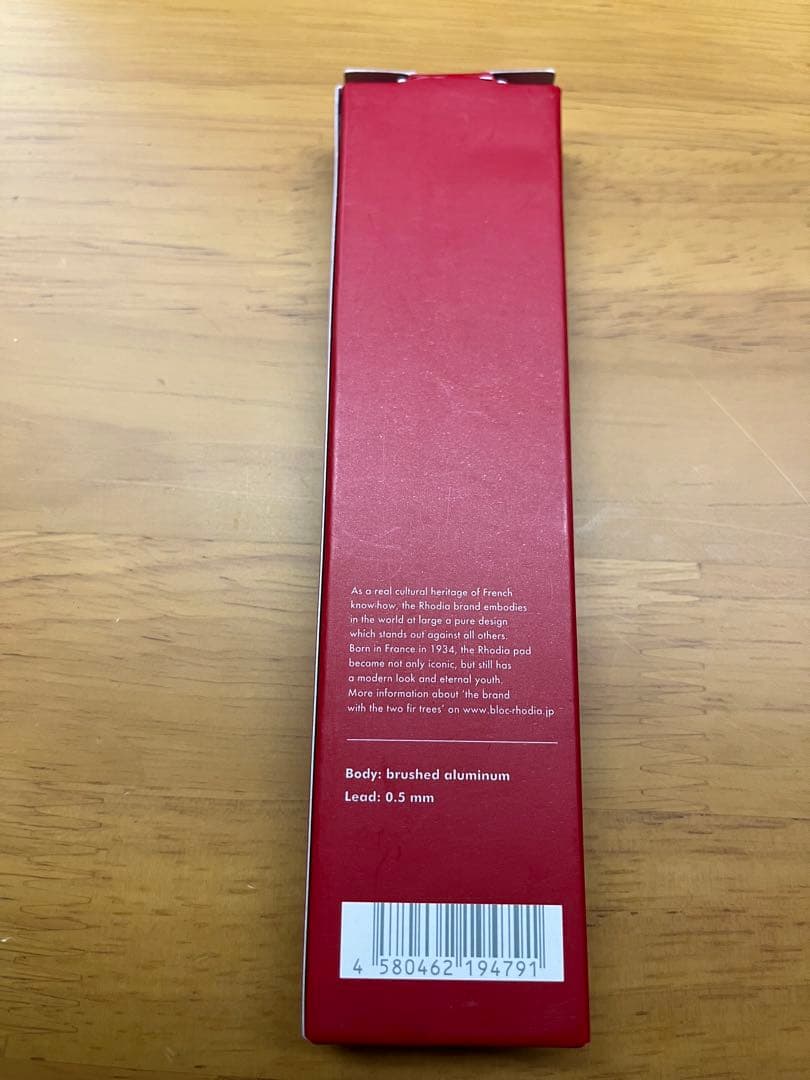 As a real cultural heritage of French
know-how, the Rhodia brand embodies
in the world at large a pure design
which stands out against all others.
Born in France in 1934, the Rhodia pad
became not only iconic, but still has
a modern look and eternal youth.
More information about 'the brand
with the two fir trees' on www.bloc-rhodia.jp
Body: brushed aluminum
Lead: 0.5 mm
4 580462 194791